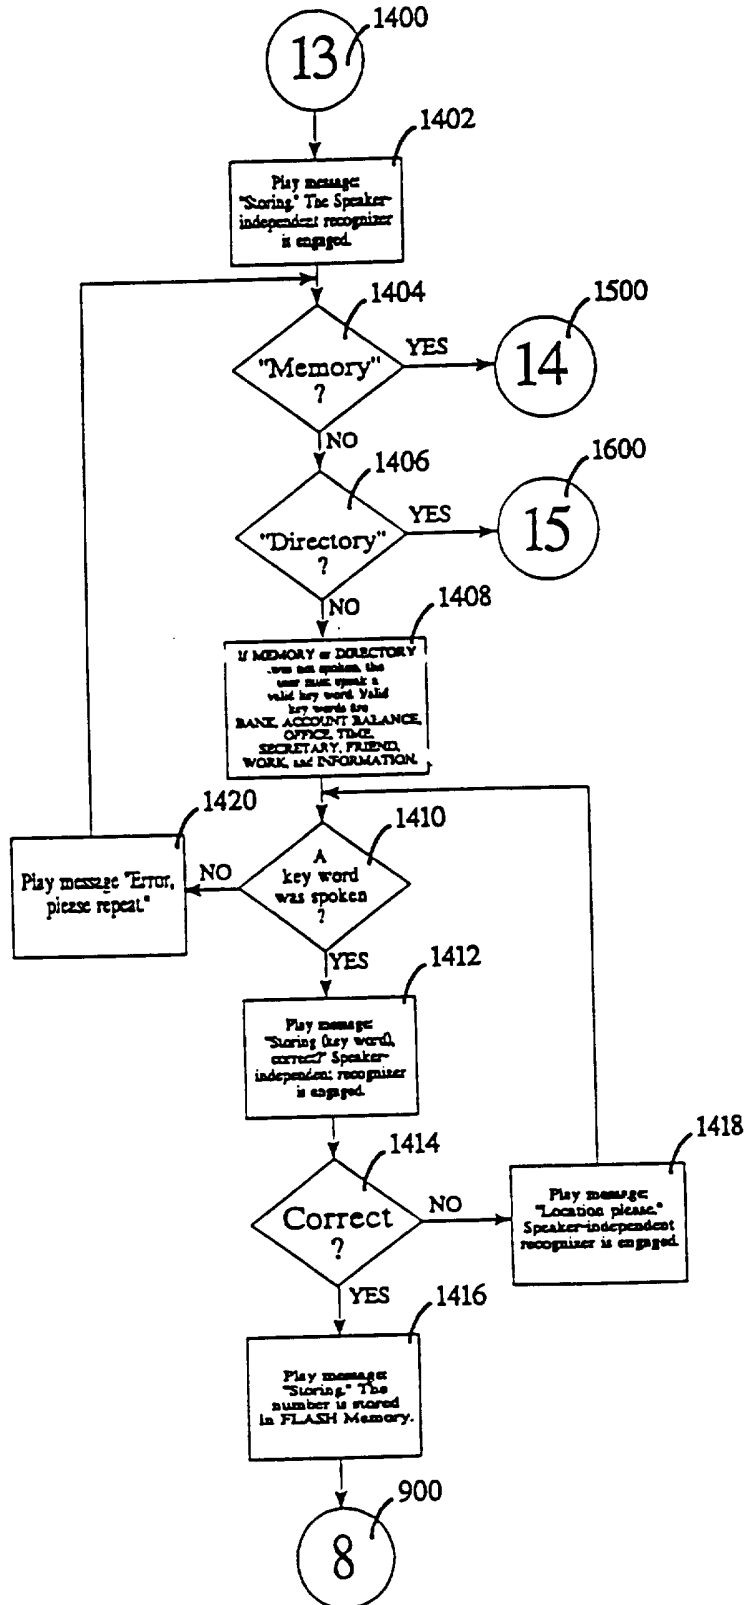 1400
13
1402
Play message:
"Storing." The Speaker-
independent recognizer
is engaged.
1404
"Memory"
?
YES
1500
14
NO
1406
"Directory"
?
YES
1600
15
NO
1408
If MEMORY or DIRECTORY
was not spoken, the
user must speak a
valid key word. Valid
key words are
BANK, ACCOUNT BALANCE,
OFFICE, TIME,
SECRETARY, FRIEND,
WORK, and INFORMATION.
1420
Play message "Error,
please repeat."
NO
1410
A
key word
was spoken
?
YES
1412
Play message:
"Storing (key word),
correct?" Speaker-
independent recognizer
is engaged.
1414
Correct
?
NO
1418
Play message:
"Location please."
Speaker-independent
recognizer is engaged.
YES
1416
Play message:
"Storing." The
number is stored
in FLASH Memory.
900
8